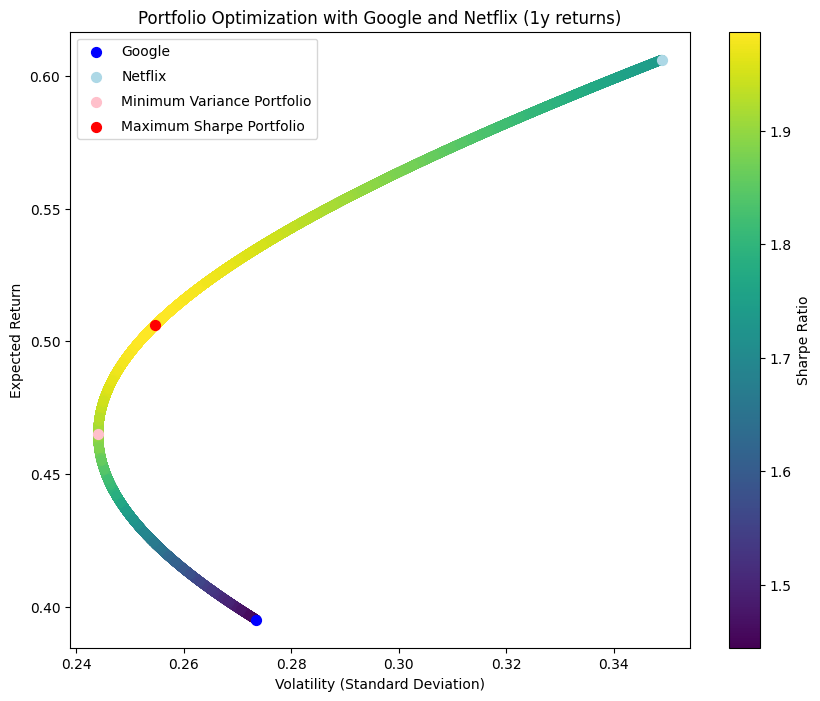 Portfolio Optimization with Google and Netflix (1y returns)
Google
Netflix
Minimum Variance Portfolio
Maximum Sharpe Portfolio
0.60
0.55
0.50
0.45
0.40
Expected Return
0.24
0.26
0.28
0.30
0.32
0.34
Volatility (Standard Deviation)
1.9
1.8
1.7
1.6
1.5
Sharpe Ratio